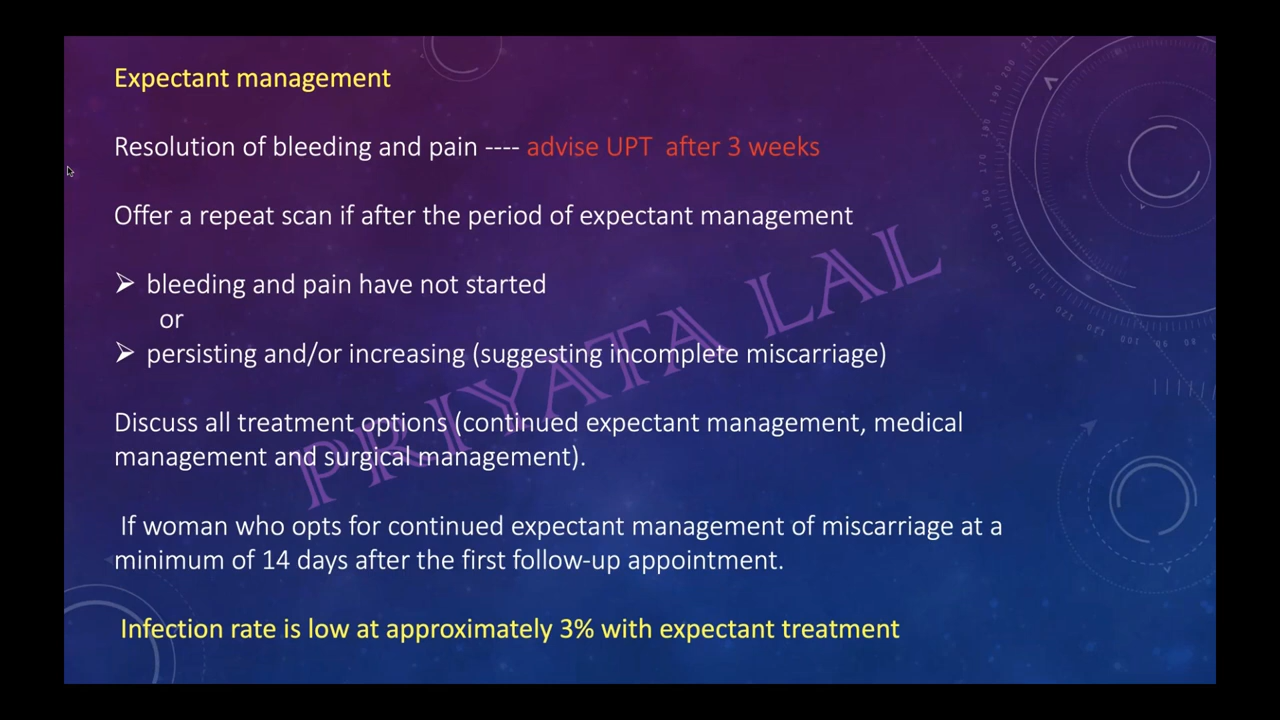 Expectant management
Resolution of bleeding and pain ---- advise UPT after 3 weeks
Offer a repeat scan if after the period of expectant management
➢ bleeding and pain have not started
or
➢ persisting and/or increasing (suggesting incomplete miscarriage)
Discuss all treatment options (continued expectant management, medical
management and surgical management).
If woman who opts for continued expectant management of miscarriage at a
minimum of 14 days after the first follow-up appointment.
Infection rate is low at approximately 3% with expectant treatment
PRIYATA LAL